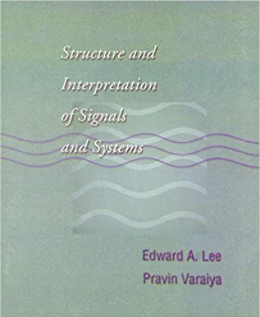 Structure and
Interpretation
of Signals
and Systems
Edward A. Lee
Pravin Varaiya